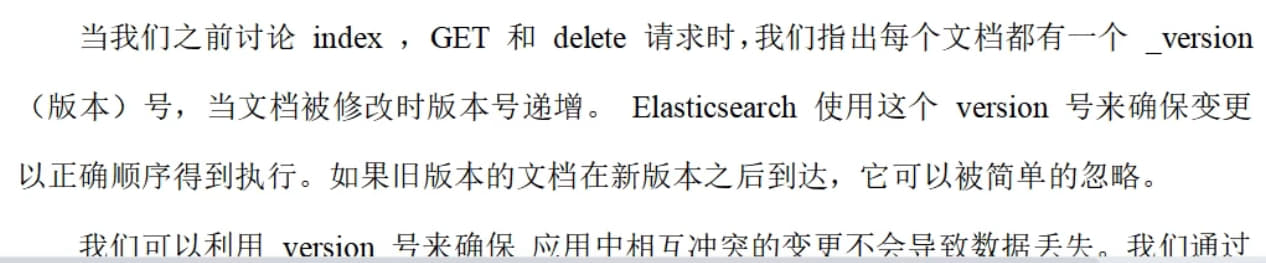 当我们之前讨论 index ，GET 和 delete 请求时，我们指出每个文档都有一个 _version
（版本）号，当文档被修改时版本号递增。 Elasticsearch 使用这个 version 号来确保变更
以正确顺序得到执行。如果旧版本的文档在新版本之后到达，它可以被简单的忽略。
我们可以利用 version 号来确保 应用中相互冲突的变更不会导致数据丢失。我们通过